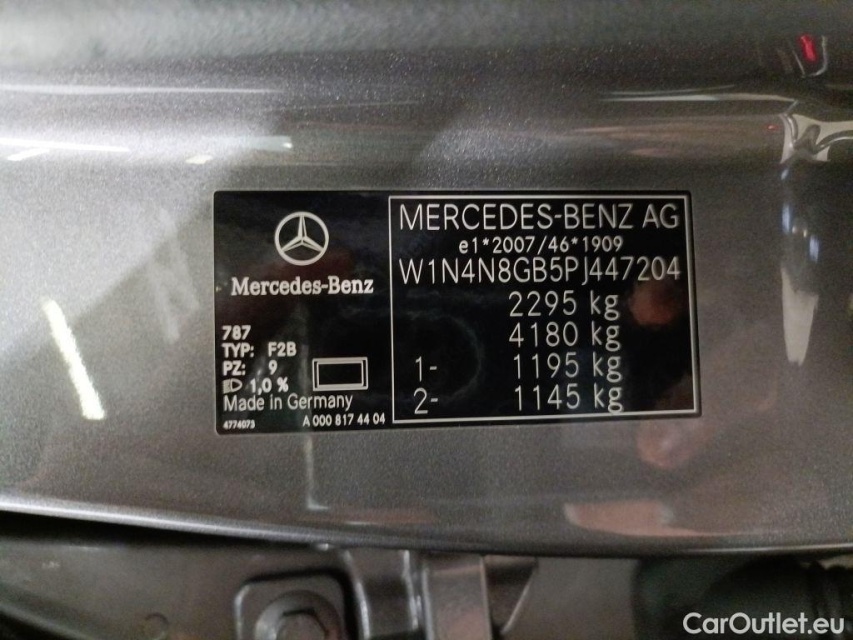 MERCEDES-BENZ AG
e1*2007/46*1909
W1N4N8GB5PJ447204
2295 kg
4180 kg
1- 1195 kg
2- 1145 kg
Mercedes-Benz
787
TYP: F2B
PZ: 9
1,0 %
Made in Germany
4774073 A 000 817 44 04
CarOutlet.eu